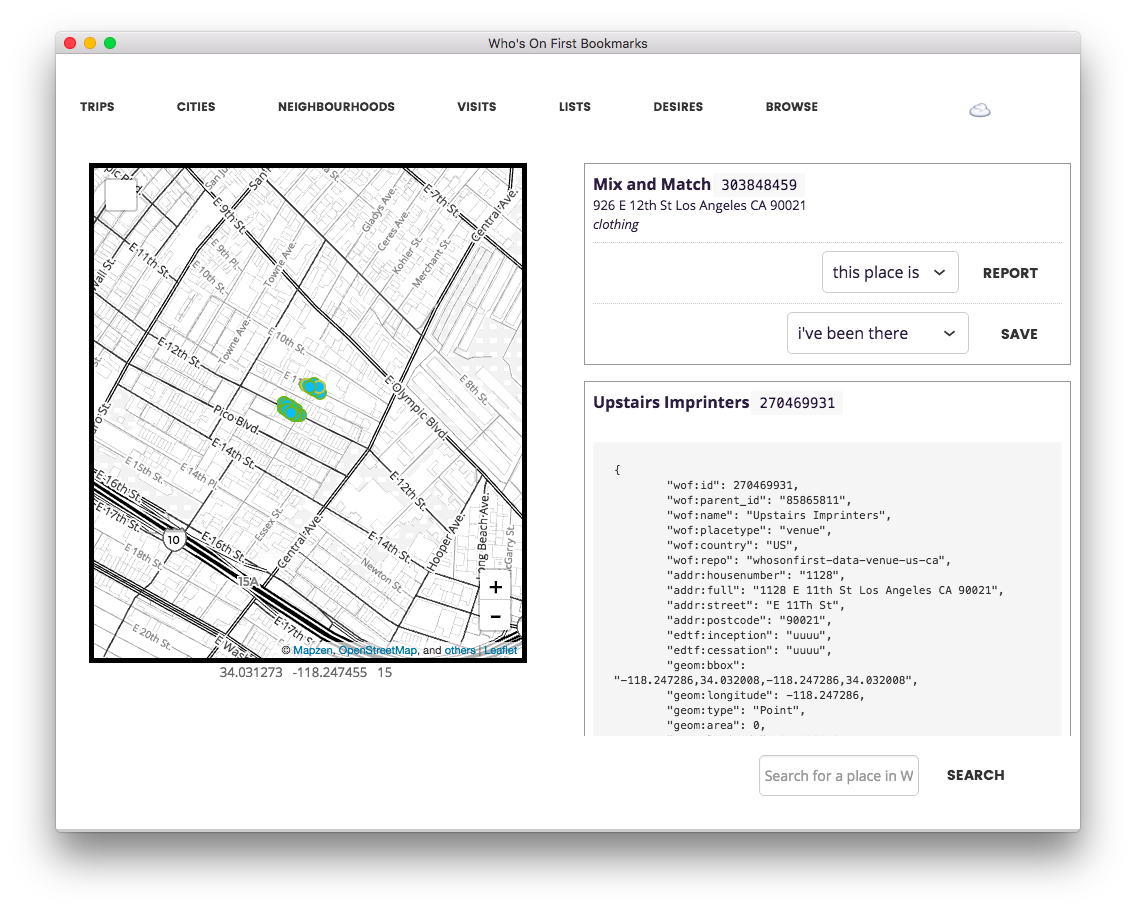 Who's On First Bookmarks
TRIPS CITIES NEIGHBOURHOODS VISITS LISTS DESIRES BROWSE
E 7th St.
Central Ave.
E 9th St.
Gladys Ave.
Ceres Ave.
Kohler St.
Merchant St.
E 11th St.
E 9th Pl.
E 10th St.
Towne Ave.
Wall St.
Towne Ave.
E 10th St.
E 12th St.
E Olympic Blvd.
E 8th St.
Pico Blvd.
E 14th St.
E 15th St.
E 14th Pl.
E 16th St.
E 12th St.
E 17th St.
10
E 16th St.
Essex St.
Central Ave.
E 14th St.
Hooper Ave.
Long Beach Ave.
McGarry St.
E 18th St.
15A
Newton St.
E 17th St.
E 20th St.
+
−
© Mapzen, OpenStreetMap, and others | Leaflet
34.031273 -118.247455 15
Mix and Match 303848459
926 E 12th St Los Angeles CA 90021
clothing
this place is REPORT
i've been there SAVE
Upstairs Imprinters 270469931
{
"wof:id": 270469931,
"wof:parent_id": "85865811",
"wof:name": "Upstairs Imprinters",
"wof:placetype": "venue",
"wof:country": "US",
"wof:repo": "whosonfirst-data-venue-us-ca",
"addr:housenumber": "1128",
"addr:full": "1128 E 11th St Los Angeles CA 90021",
"addr:street": "E 11Th St",
"addr:postcode": "90021",
"edtf:inception": "uuuu",
"edtf:cessation": "uuuu",
"geom:bbox":
"-118.247286,34.032008,-118.247286,34.032008",
"geom:longitude": -118.247286,
"geom:type": "Point",
"geom:area": 0,
Search for a place in W SEARCH